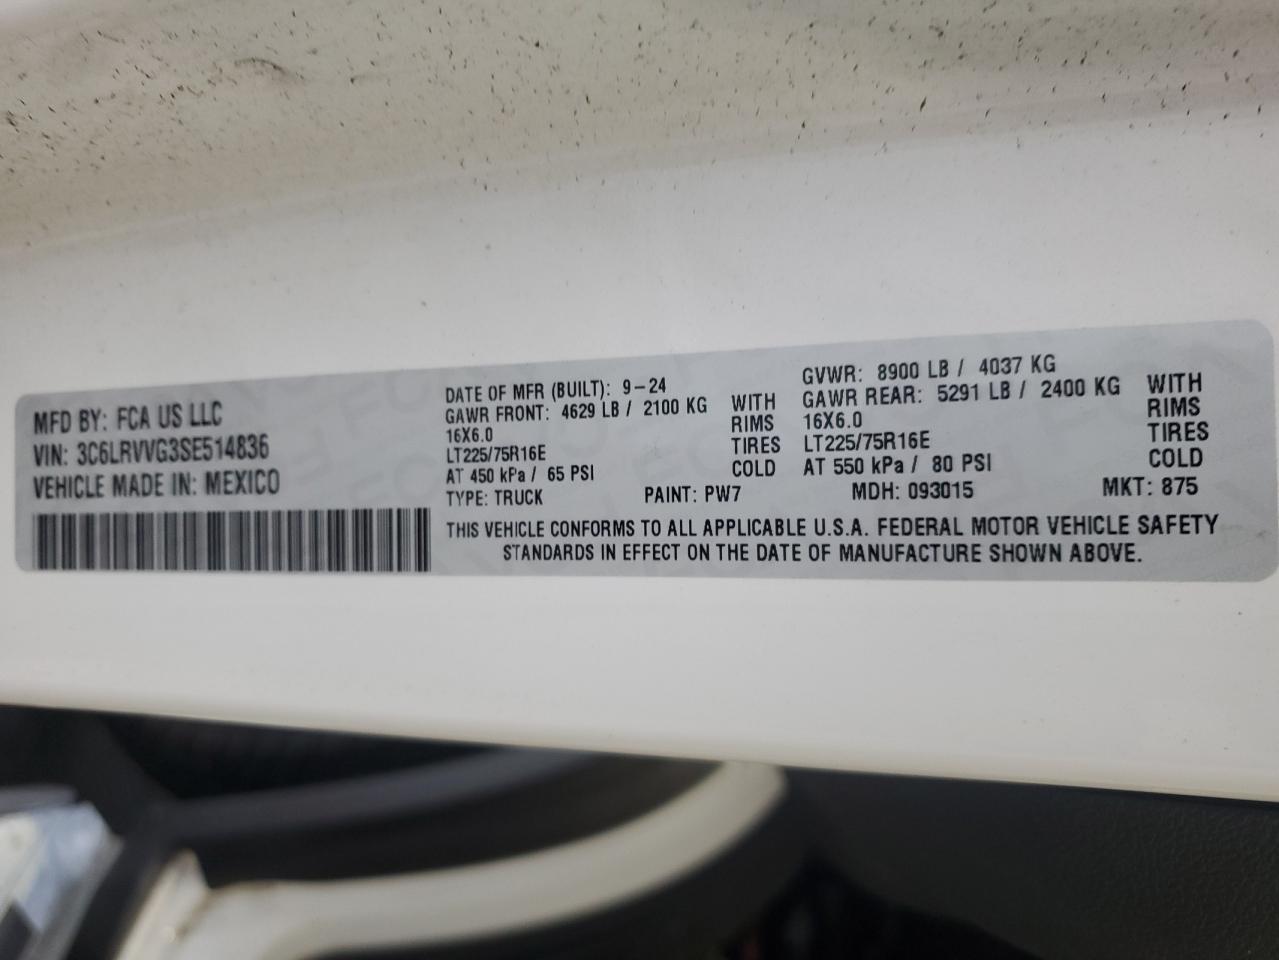 MFD BY: FCA US LLC
VIN: 3C6LRVVG3SE514836
VEHICLE MADE IN: MEXICO
DATE OF MFR (BUILT): 9-24
GAWR FRONT: 4629 LB / 2100 KG WITH
16X6.0 RIMS
LT225/75R16E TIRES
AT 450 kPa / 65 PSI COLD
GVWR: 8900 LB / 4037 KG
GAWR REAR: 5291 LB / 2400 KG WITH
16X6.0 RIMS
LT225/75R16E TIRES
AT 550 kPa / 80 PSI COLD
TYPE: TRUCK PAINT: PW7 MDH: 093015 MKT: 875
THIS VEHICLE CONFORMS TO ALL APPLICABLE U.S.A. FEDERAL MOTOR VEHICLE SAFETY
STANDARDS IN EFFECT ON THE DATE OF MANUFACTURE SHOWN ABOVE.